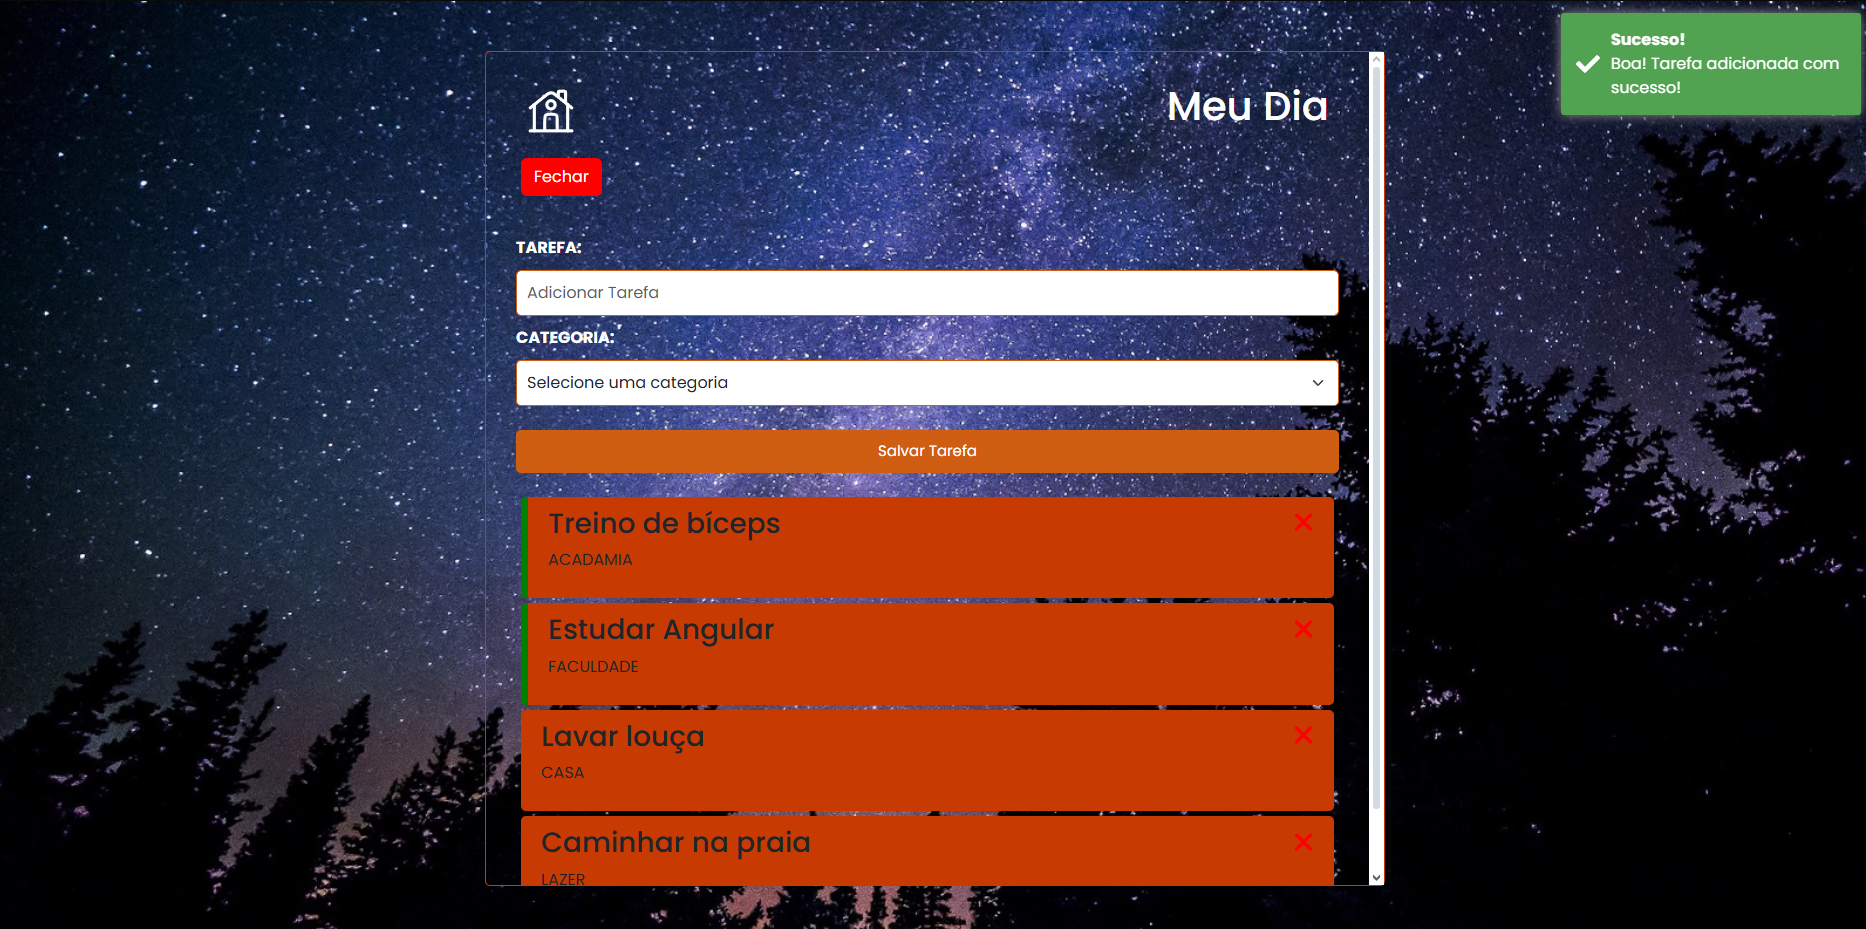 Sucesso!
Boa! Tarefa adicionada com
sucesso!
Meu Dia
Fechar
TAREFA:
Adicionar Tarefa
CATEGORIA:
Selecione uma categoria
Salvar Tarefa
Treino de bíceps
ACADAMIA
Estudar Angular
FACULDADE
Lavar louça
CASA
Caminhar na praia
LAZER